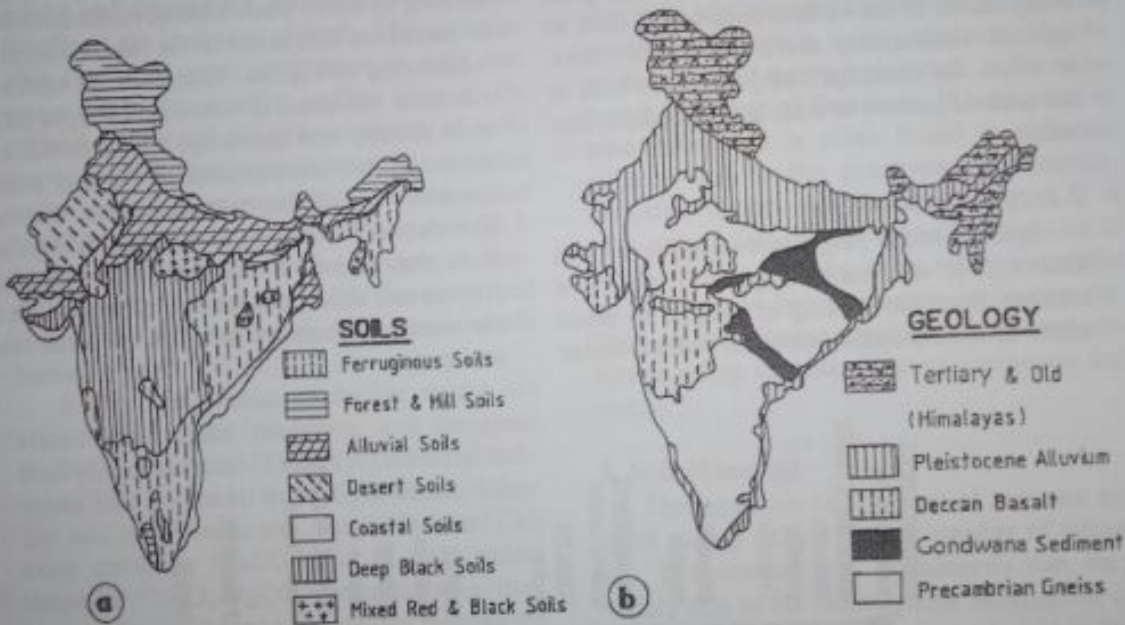 SOILS
Ferruginous Soils
Forest & Hill Soils
Alluvial Soils
Desert Soils
Coastal Soils
Deep Black Soils
Mixed Red & Black Soils
a
GEOLOGY
Tertiary & Old
(Himalayas)
Pleistocene Alluvium
Deccan Basalt
Gondwana Sediment
Precambrian Gneiss
b